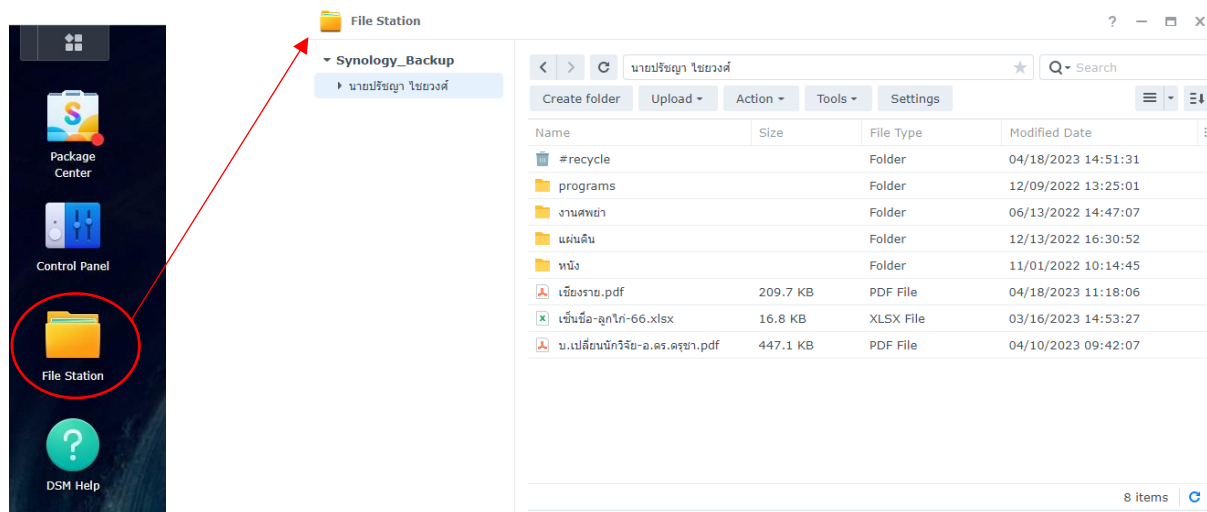 Package
Center
Control Panel
File Station
DSM Help
File Station
Synology_Backup
นายปรัชญา ไชยวงศ์
นายปรัชญา ไชยวงศ์
Search
Create folder Upload Action Tools Settings
Name Size File Type Modified Date
#recycle Folder 04/18/2023 14:51:31
programs Folder 12/09/2022 13:25:01
งานศพย่า Folder 06/13/2022 14:47:07
แผ่นดิน Folder 12/13/2022 16:30:52
หนัง Folder 11/01/2022 10:14:45
เชียงราย.pdf 209.7 KB PDF File 04/18/2023 11:18:06
เซ็นชื่อ-ลูกไก่-66.xlsx 16.8 KB XLSX File 03/16/2023 14:53:27
บ.เปลี่ยนนักวิจัย-อ.ดร.ดรุชา.pdf 447.1 KB PDF File 04/10/2023 09:42:07
8 items